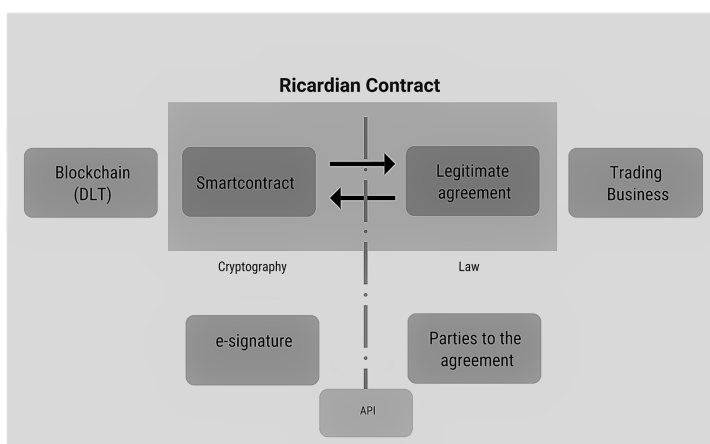 Ricardian Contract
Blockchain
(DLT)
Smartcontract
Legitimate
agreement
Trading
Business
Cryptography
Law
e-signature
Parties to the
agreement
API